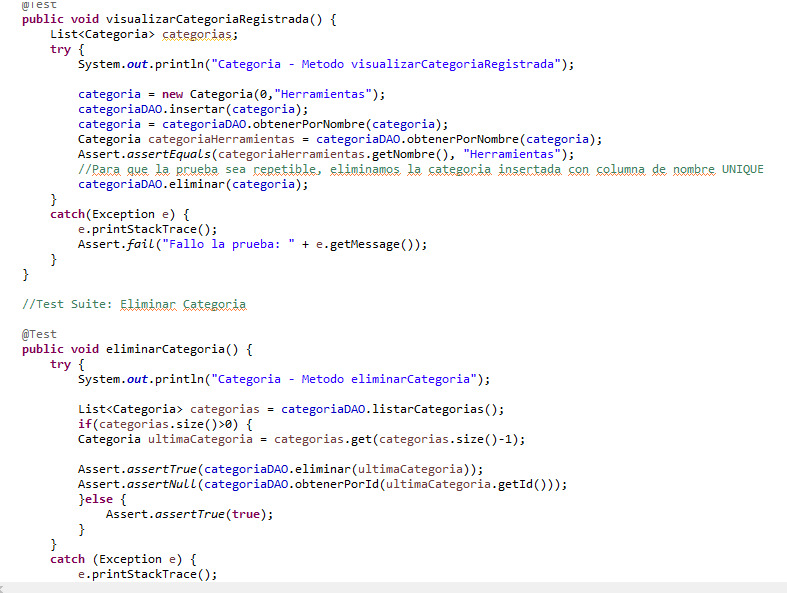 @Test
public void visualizarCategoriaRegistrada() {
    List<Categoria> categorias;
    try {
        System.out.println("Categoria - Metodo visualizarCategoriaRegistrada");

        categoria = new Categoria(0,"Herramientas");
        categoriaDAO.insertar(categoria);
        categoria = categoriaDAO.obtenerPorNombre(categoria);
        Categoria categoriaHerramientas = categoriaDAO.obtenerPorNombre(categoria);
        Assert.assertEquals(categoriaHerramientas.getNombre(), "Herramientas");
        //Para que la prueba sea repetible, eliminamos la categoria insertada con columna de nombre UNIQUE
        categoriaDAO.eliminar(categoria);
    }
    catch(Exception e) {
        e.printStackTrace();
        Assert.fail("Fallo la prueba: " + e.getMessage());
    }
}

//Test Suite: Eliminar Categoria

@Test
public void eliminarCategoria() {
    try {
        System.out.println("Categoria - Metodo eliminarCategoria");

        List<Categoria> categorias = categoriaDAO.listarCategorias();
        if(categorias.size()>0) {
        Categoria ultimaCategoria = categorias.get(categorias.size()-1);

        Assert.assertTrue(categoriaDAO.eliminar(ultimaCategoria));
        Assert.assertNull(categoriaDAO.obtenerPorId(ultimaCategoria.getId()));
        }else {
            Assert.assertTrue(true);
        }
    }
    catch (Exception e) {
        e.printStackTrace();